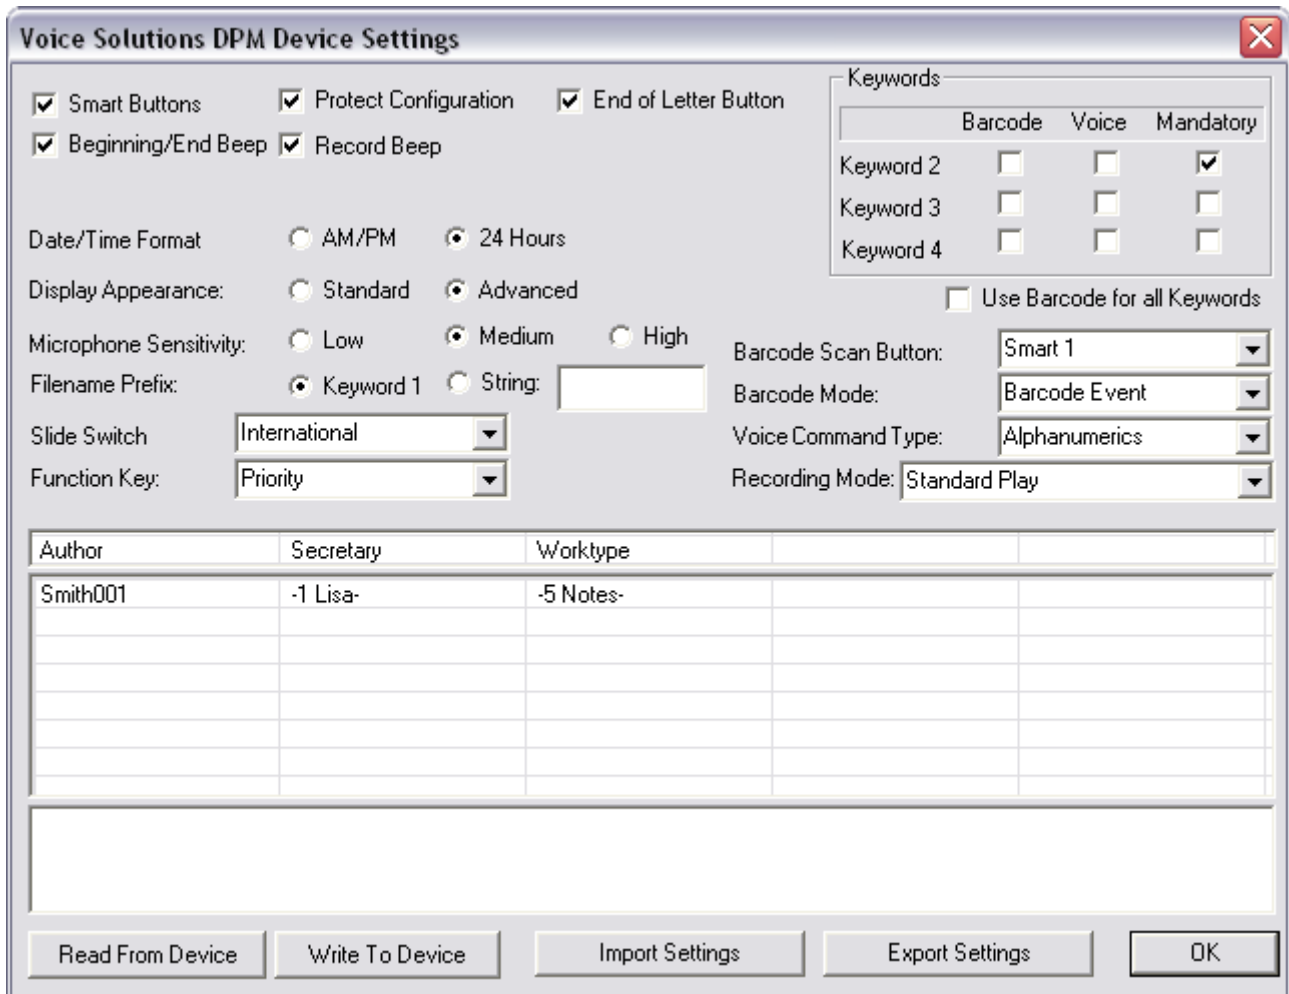 Voice Solutions DPM Device Settings
Smart Buttons Protect Configuration End of Letter Button
Beginning/End Beep Record Beep
Keywords
Barcode Voice Mandatory
Keyword 2
Keyword 3
Keyword 4
Use Barcode for all Keywords
Date/Time Format AM/PM 24 Hours
Display Appearance: Standard Advanced
Microphone Sensitivity: Low Medium High
Filename Prefix: Keyword 1 String:
Slide Switch International
Function Key: Priority
Barcode Scan Button: Smart 1
Barcode Mode: Barcode Event
Voice Command Type: Alphanumerics
Recording Mode: Standard Play
Author Secretary Worktype
Smith001 -1 Lisa- -5 Notes-
Read From Device Write To Device Import Settings Export Settings OK